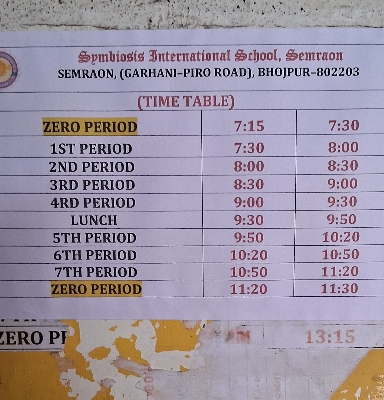 Symbiosis International School, Semraon
SEMRAON, (GARHANI-PIRO ROAD), BHOJPUR-802203
(TIME TABLE)
ZERO PERIOD 7:15 7:30
1ST PERIOD 7:30 8:00
2ND PERIOD 8:00 8:30
3RD PERIOD 8:30 9:00
4RD PERIOD 9:00 9:30
LUNCH 9:30 9:50
5TH PERIOD 9:50 10:20
6TH PERIOD 10:20 10:50
7TH PERIOD 10:50 11:20
ZERO PERIOD 11:20 11:30
ZERO PE 13:15